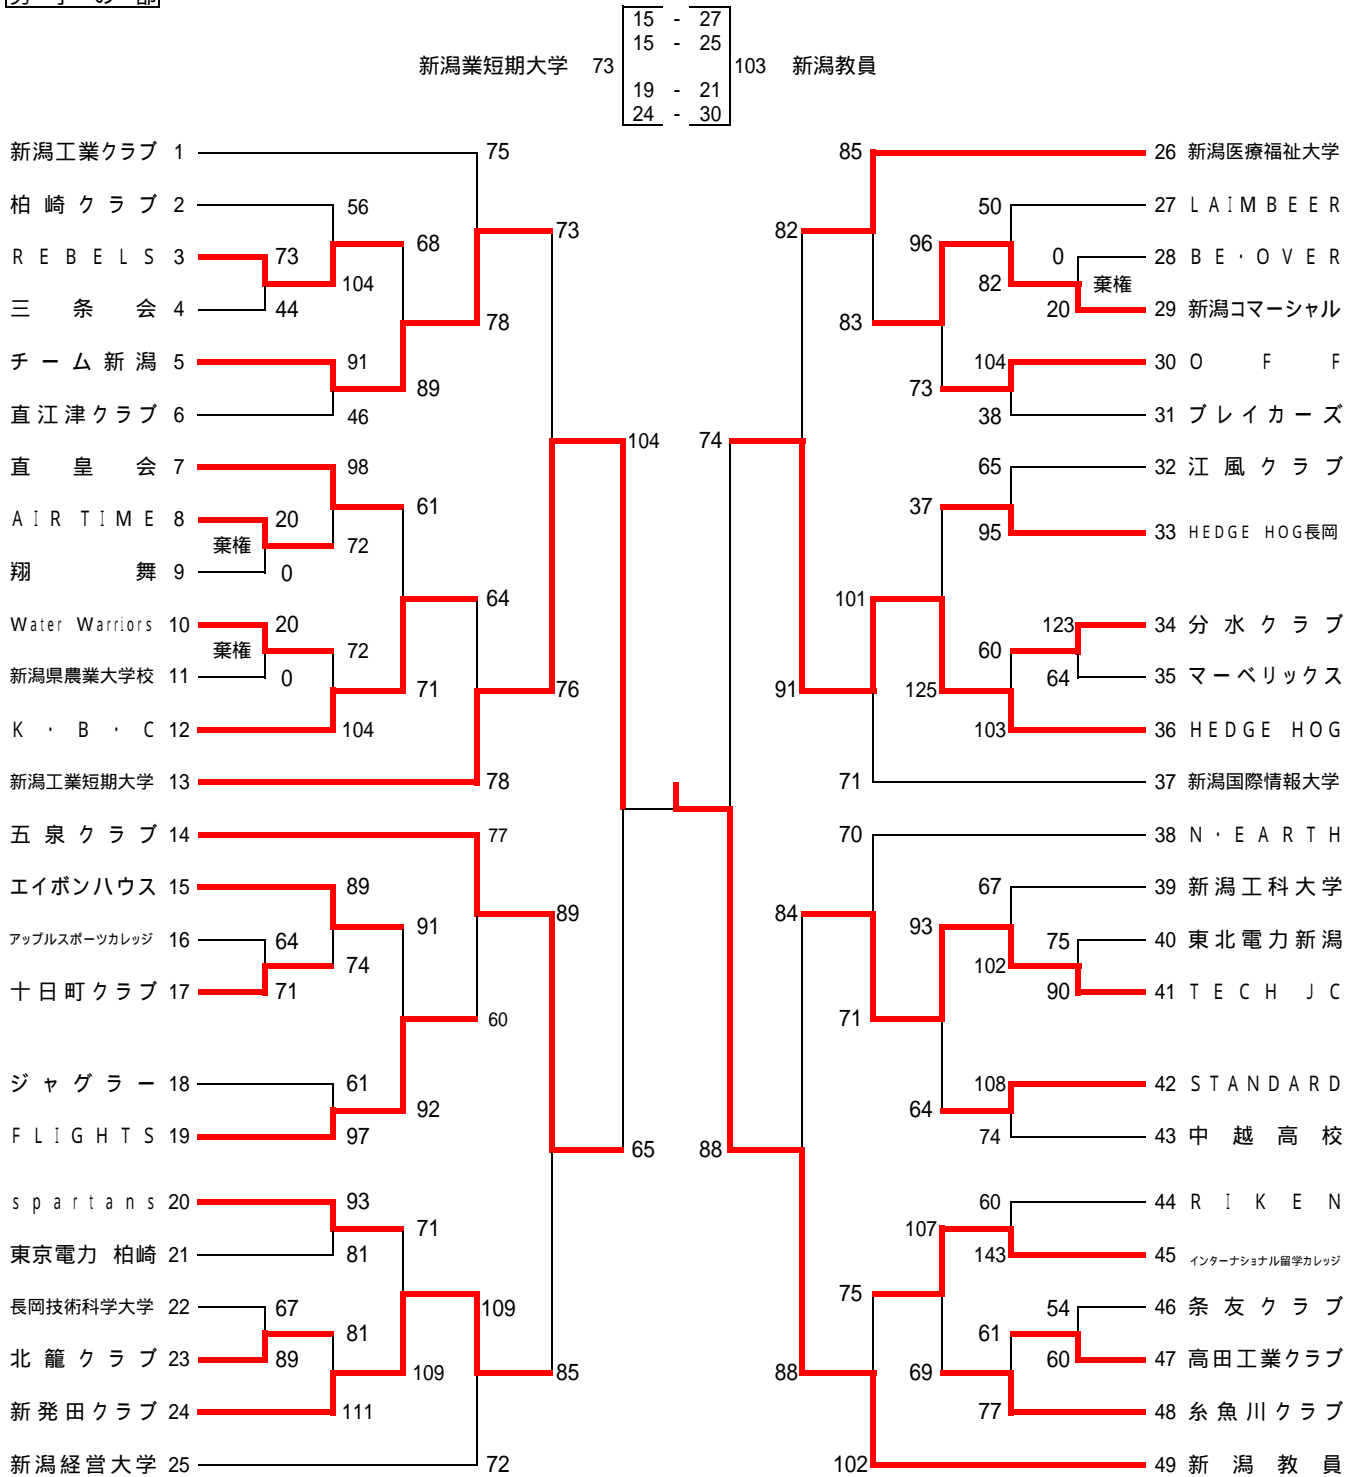 男子の部
15 - 27
15 - 25
新潟業短期大学 73 103 新潟教員
19 - 21
24 - 30
新潟工業クラブ 1 75
柏崎クラブ 2 56
68 73
REBELS 3 73
104
三条会 4 44
78
チーム新潟 5 91
89
直江津クラブ 6 46
104
直皇会 7 98
61
AIR TIME 8 20
棄権 72
翔舞 9 0
64
Water Warriors 10 20
棄権 72
新潟県農業大学校 11 0
71 76
K・B・C 12 104
新潟工業短期大学 13 78
五泉クラブ 14 77
エイボンハウス 15 89
91 89
アップルスポーツカレッジ 16 64
74
十日町クラブ 17 71
60
ジャグラー 18 61
92
FLIGHTS 19 97
65
spartans 20 93
71
東京電力 柏崎 21 81
長岡技術科学大学 22 67
109
81
北籠クラブ 23 89
109 85
新発田クラブ 24 111
新潟経営大学 25 72
85 26 新潟医療福祉大学
50 27 LAIMBEER
82 96
0 28 BE・OVER
82 棄権
20 29 新潟コマーシャル
83
104 30 OFF
73
38 31 ブレイカーズ
74
65 32 江風クラブ
37
95 33 HEDGE HOG長岡
101
123 34 分水クラブ
60
64 35 マーベリックス
91 125
103 36 HEDGE HOG
71 37 新潟国際情報大学
70 38 N・EARTH
67 39 新潟工科大学
84 93
75 40 東北電力新潟
102
90 41 TECH JC
71
108 42 STANDARD
64
74 43 中越高校
88
60 44 RIKEN
107
143 45 インターナショナル留学カレッジ
75
54 46 条友クラブ
61
60 47 高田工業クラブ
88 69
77 48 糸魚川クラブ
102 49 新潟教員